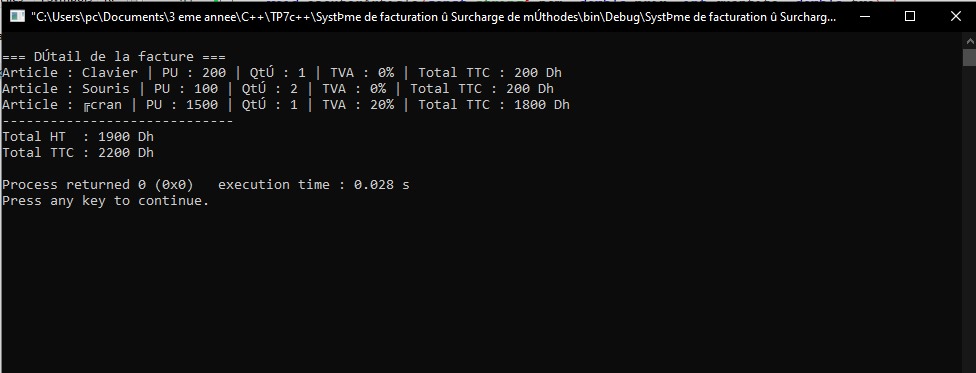 "C:\Users\pc\Documents\3 eme annee\C++\TP7c++\SystÞme de facturation û Surcharge de mÚthodes\bin\Debug\SystÞme de facturation û Surcharg...
=== DÚtail de la facture ===
Article : Clavier | PU : 200 | QtÚ : 1 | TVA : 0% | Total TTC : 200 Dh
Article : Souris | PU : 100 | QtÚ : 2 | TVA : 0% | Total TTC : 200 Dh
Article : ╔cran | PU : 1500 | QtÚ : 1 | TVA : 20% | Total TTC : 1800 Dh
-----------------------------
Total HT  : 1900 Dh
Total TTC : 2200 Dh
Process returned 0 (0x0)   execution time : 0.028 s
Press any key to continue.